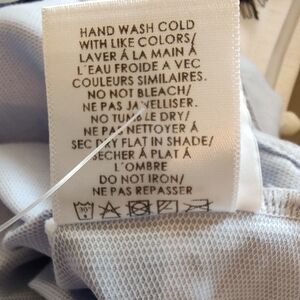 HAND WASH COLD
WITH LIKE COLORS/
LAVER Á LA MAIN Á
L'EAU FROIDE A VEC
COULEURS SIMILAIRES.
NO NOT BLEACH/
NE PAS JAVELLISER.
NO TUMBLE DRY/
NE PAS NETTOYER Á
SEC DRY FLAT IN SHADE/
SECHER Á PLAT Á
L'OMBRE
DO NOT IRON/
NE PAS REPASSER